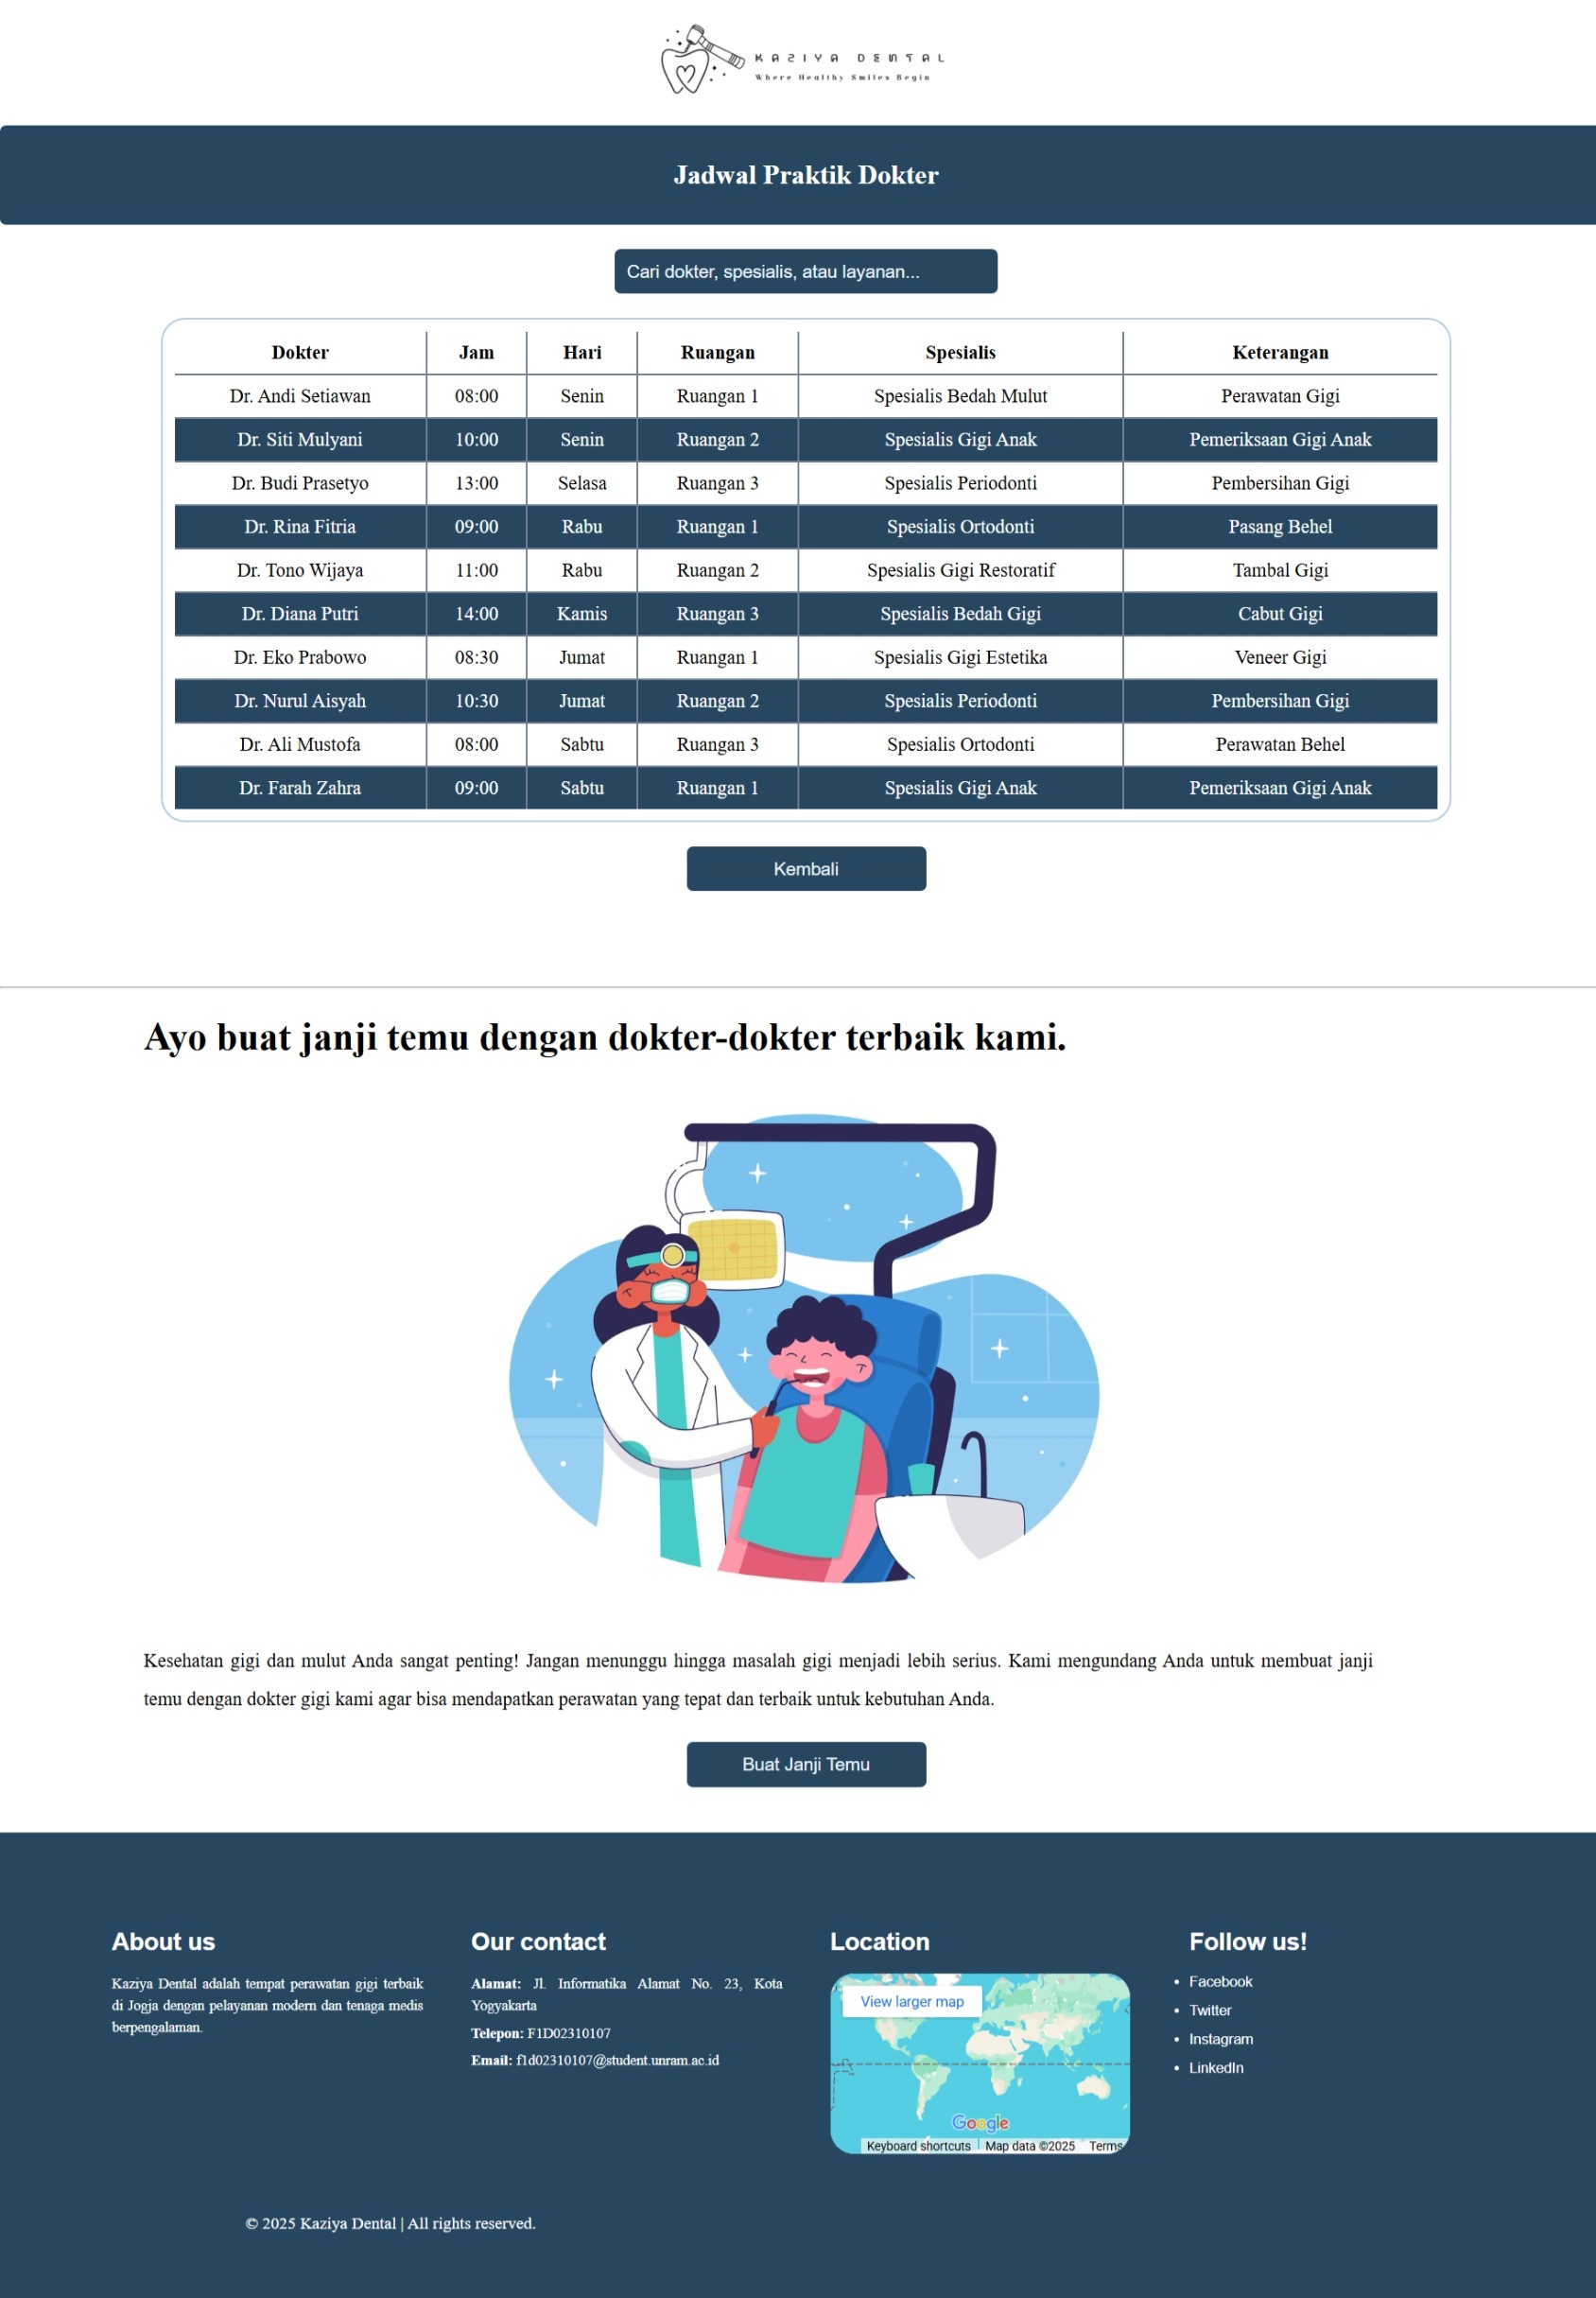 KAZIYA DENTAL
Where Healthy Smiles Begin
Jadwal Praktik Dokter
Cari dokter, spesialis, atau layanan...
Dokter Jam Hari Ruangan Spesialis Keterangan
Dr. Andi Setiawan 08:00 Senin Ruangan 1 Spesialis Bedah Mulut Perawatan Gigi
Dr. Siti Mulyani 10:00 Senin Ruangan 2 Spesialis Gigi Anak Pemeriksaan Gigi Anak
Dr. Budi Prasetyo 13:00 Selasa Ruangan 3 Spesialis Periodonti Pembersihan Gigi
Dr. Rina Fitria 09:00 Rabu Ruangan 1 Spesialis Ortodonti Pasang Behel
Dr. Tono Wijaya 11:00 Rabu Ruangan 2 Spesialis Gigi Restoratif Tambal Gigi
Dr. Diana Putri 14:00 Kamis Ruangan 3 Spesialis Bedah Gigi Cabut Gigi
Dr. Eko Prabowo 08:30 Jumat Ruangan 1 Spesialis Gigi Estetika Veneer Gigi
Dr. Nurul Aisyah 10:30 Jumat Ruangan 2 Spesialis Periodonti Pembersihan Gigi
Dr. Ali Mustofa 08:00 Sabtu Ruangan 3 Spesialis Ortodonti Perawatan Behel
Dr. Farah Zahra 09:00 Sabtu Ruangan 1 Spesialis Gigi Anak Pemeriksaan Gigi Anak
Kembali
Ayo buat janji temu dengan dokter-dokter terbaik kami.
Kesehatan gigi dan mulut Anda sangat penting! Jangan menunggu hingga masalah gigi menjadi lebih serius. Kami mengundang Anda untuk membuat janji
temu dengan dokter gigi kami agar bisa mendapatkan perawatan yang tepat dan terbaik untuk kebutuhan Anda.
Buat Janji Temu
About us
Kaziya Dental adalah tempat perawatan gigi terbaik
di Jogja dengan pelayanan modern dan tenaga medis
berpengalaman.
Our contact
Alamat: Jl. Informatika Alamat No. 23, Kota
Yogyakarta
Telepon: F1D02310107
Email: f1d02310107@student.unram.ac.id
Location
View larger map
Google
Keyboard shortcuts Map data ©2025 Terms
Follow us!
• Facebook
• Twitter
• Instagram
• LinkedIn
© 2025 Kaziya Dental | All rights reserved.